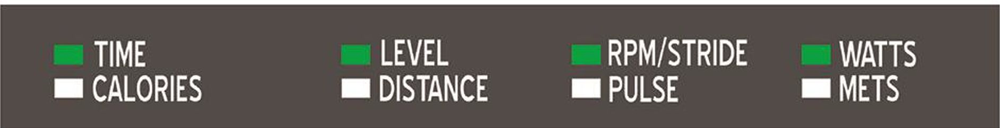 TIME LEVEL RPM/STRIDE WATTS
CALORIES DISTANCE PULSE METS